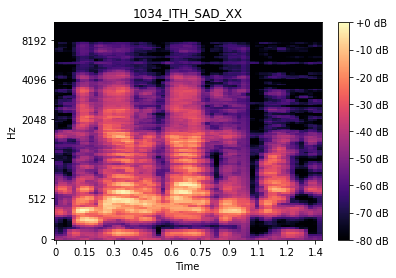 1034_ITH_SAD_XX
+0 dB
8192
-10 dB
4096
-20 dB
-30 dB
2048
Hz
-40 dB
1024
-50 dB
512
-60 dB
-70 dB
0
-80 dB
0 0.15 0.3 0.45 0.6 0.75 0.9 1.1 1.2 1.4
Time